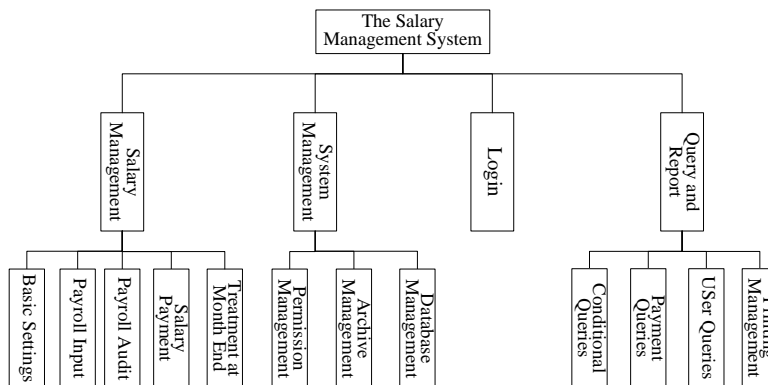 The Salary
Management System
Salary
Management
System
Management
Login
Query and
Report
Basic Settings
Payroll Input
Payroll Audit
Salary
Payment
Treatment at
Month End
Permission
Management
Archive
Management
Database
Management
Conditional
Queries
Payment
Queries
USer Queries
Printing
Management